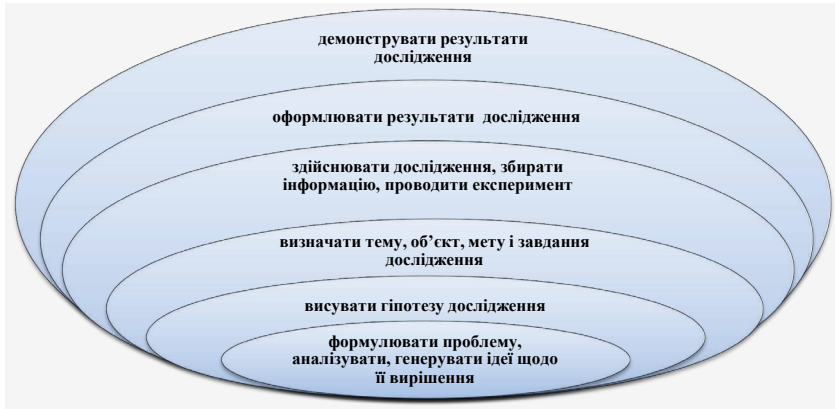 демонструвати результати
дослідження
оформлювати результати дослідження
здійснювати дослідження, збирати
інформацію, проводити експеримент
визначати тему, об’єкт, мету і завдання
дослідження
висувати гіпотезу дослідження
формулювати проблему,
аналізувати, генерувати ідеї щодо
її вирішення